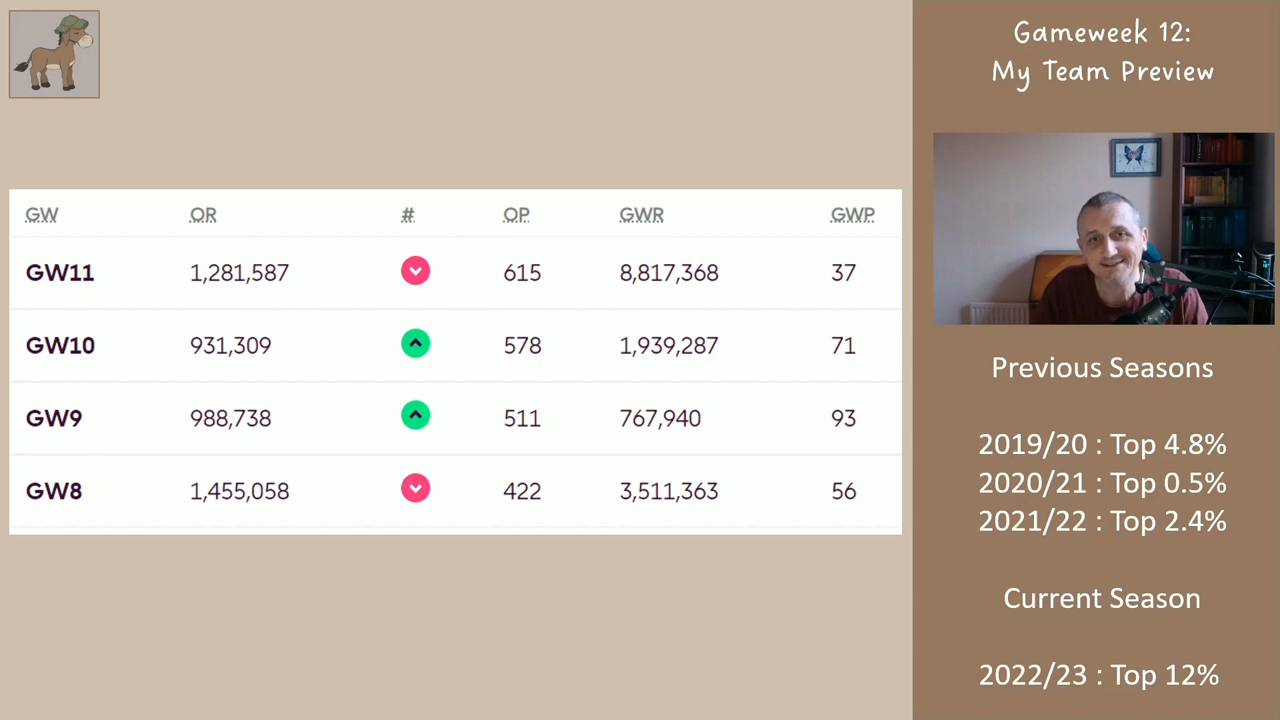 Gameweek 12:
My Team Preview
GW OR # OP GWR GWP
GW11 1,281,587 615 8,817,368 37
GW10 931,309 578 1,939,287 71
GW9 988,738 511 767,940 93
GW8 1,455,058 422 3,511,363 56
Previous Seasons
2019/20 : Top 4.8%
2020/21 : Top 0.5%
2021/22 : Top 2.4%
Current Season
2022/23 : Top 12%